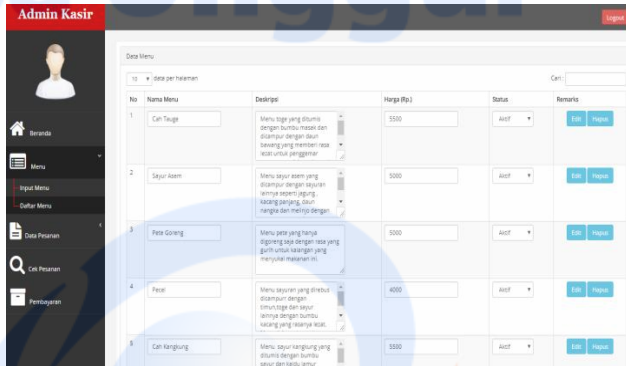 Admin Kasir
Logout
Beranda
Menu
Input Menu
Daftar Menu
Data Pesanan
Cek Pesanan
Pembayaran
Data Menu
10 data per halaman
Cari :
No Nama Menu Deskripsi Harga (Rp.) Status Remarks
1 Cah Tauge 5500 Aktif Edit Hapus
Menu toge yang ditumis
dengan bumbu masak dan
dicampur dengan daun
bawang yang memberi rasa
lezat untuk penggemar
2 Sayur Asem 5000 Aktif Edit Hapus
Menu sayur asem yang
dicampur dengan sayuran
lainnya seperti jagung,
kacang panjang, daun
nangka dan melinjo dengan
3 Pete Goreng 5000 Aktif Edit Hapus
Menu pete yang hanya
digoreng saja dengan rasa yang
gurih untuk kalangan yang
menyukai makanan ini.
4 Pecel 4000 Aktif Edit Hapus
Menu sayuran yang direbus
dicampuri dengan
timun,toge dan sayur
lainnya dengan bumbu
kacang yang rasanya lezat.
5 Cah Kangkung 5500 Aktif Edit Hapus
Menu sayur kangkung yang
ditumis dengan bumbu
sayur dan kaldu jamur